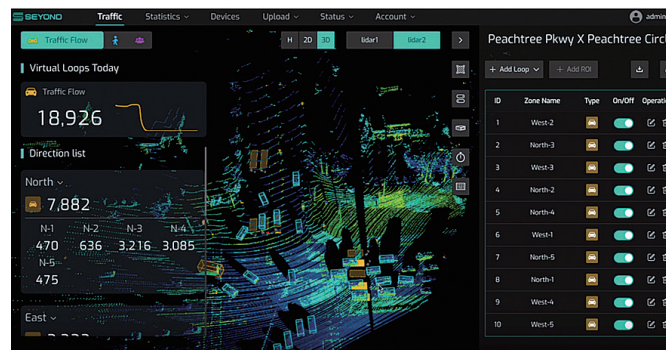 SEYOND Traffic Statistics Devices Upload Status Account admin
Traffic Flow H 2D 3D lidar1 lidar2
Virtual Loops Today
Traffic Flow
18,926
Direction list
North
7,882
N-1 N-2 N-3 N-4
470 636 3,216 3,085
N-5
475
East
Peachtree Pkwy X Peachtree Circl
+ Add Loop + Add ROI
ID Zone Name Type On/Off Operati
1 West-2
2 North-3
3 West-3
4 North-2
5 North-4
6 West-1
7 North-5
8 North-1
9 West-4
10 West-5